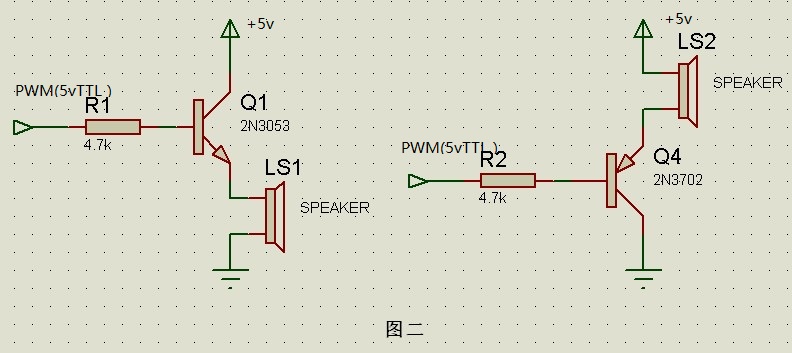 +5v
PWM(5vTTL )
R1
4.7k
Q1
2N3053
LS1
SPEAKER
+5v
LS2
SPEAKER
PWM(5vTTL )
R2
4.7k
Q4
2N3702
图二